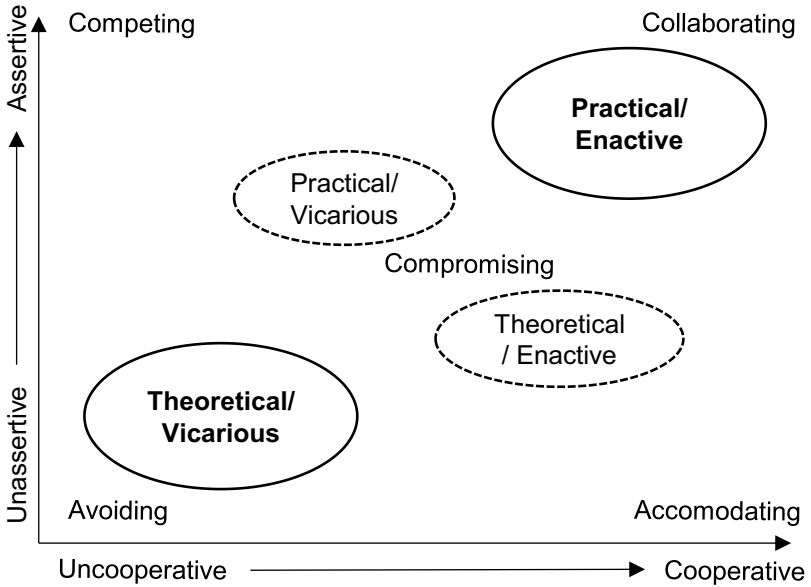 Competing
Collaborating
Assertive
Practical/
Enactive
Practical/
Vicarious
Compromising
Theoretical
/ Enactive
Theoretical/
Vicarious
Unassertive
Avoiding
Accomodating
Uncooperative
Cooperative